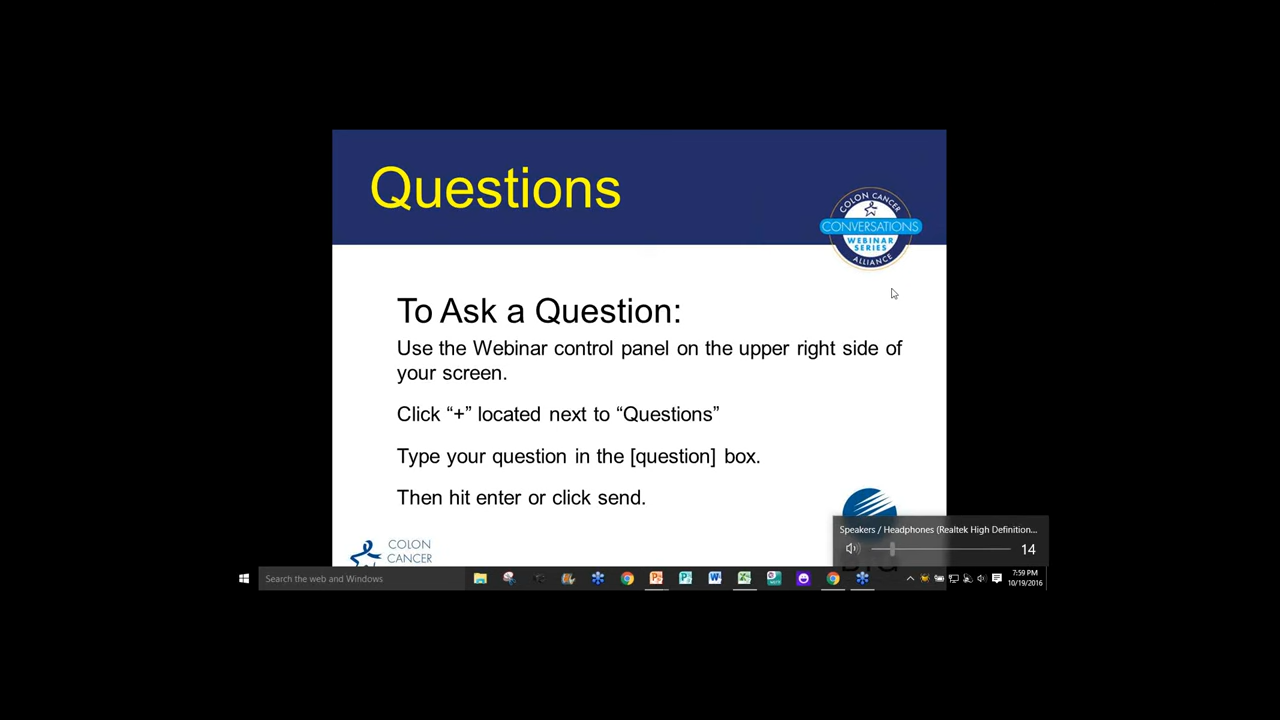 Questions
COLON CANCER
CONVERSATIONS
WEBINAR
SERIES
ALLIANCE
To Ask a Question:
Use the Webinar control panel on the upper right side of
your screen.
Click “+” located next to “Questions”
Type your question in the [question] box.
Then hit enter or click send.
Speakers / Headphones (Realtek High Definition...
14
COLON
CANCER
Search the web and Windows
7:59 PM
10/19/2016